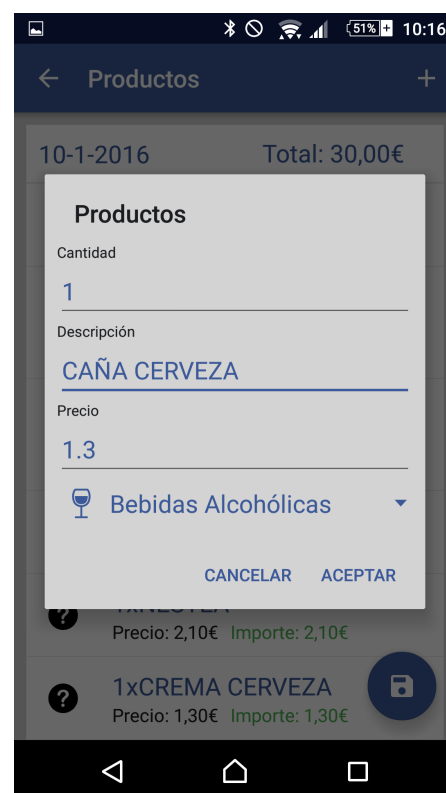 51% 10:16
Productos
10-1-2016 Total: 30,00€
Productos
Cantidad
1
Descripción
CAÑA CERVEZA
Precio
1.3
Bebidas Alcohólicas
CANCELAR ACEPTAR
Precio: 2,10€ Importe: 2,10€
1xCREMA CERVEZA
Precio: 1,30€ Importe: 1,30€